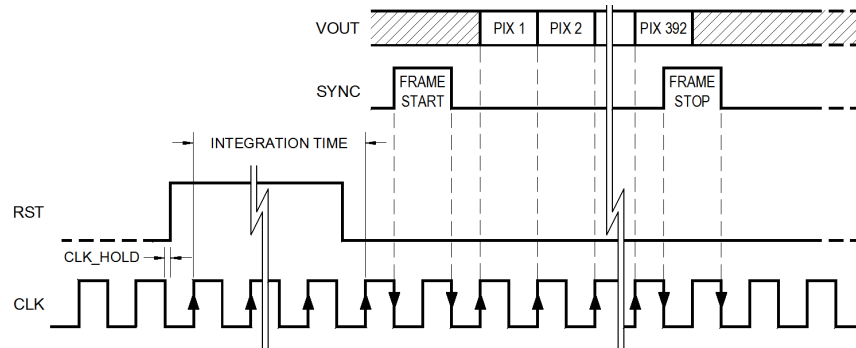 VOUT
PIX 1
PIX 2
PIX 392
SYNC
FRAME
START
FRAME
STOP
INTEGRATION TIME
RST
CLK_HOLD
CLK